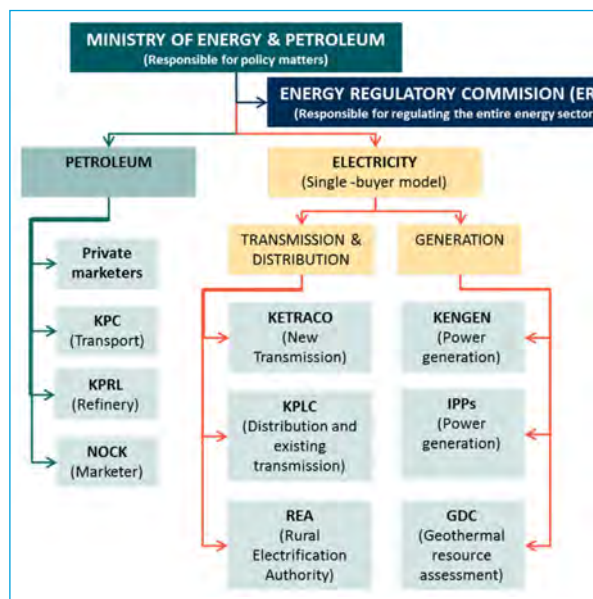 MINISTRY OF ENERGY & PETROLEUM
(Responsible for policy matters)
ENERGY REGULATORY COMMISION (ER
(Responsible for regulating the entire energy sector
PETROLEUM
ELECTRICITY
(Single -buyer model)
TRANSMISSION &
DISTRIBUTION
GENERATION
Private
marketers
KPC
(Transport)
KPRL
(Refinery)
NOCK
(Marketer)
KETRACO
(New
Transmission)
KPLC
(Distribution and
existing
transmission)
REA
(Rural
Electrification
Authority)
KENGEN
(Power
generation)
IPPs
(Power
generation)
GDC
(Geothermal
resource
assessment)